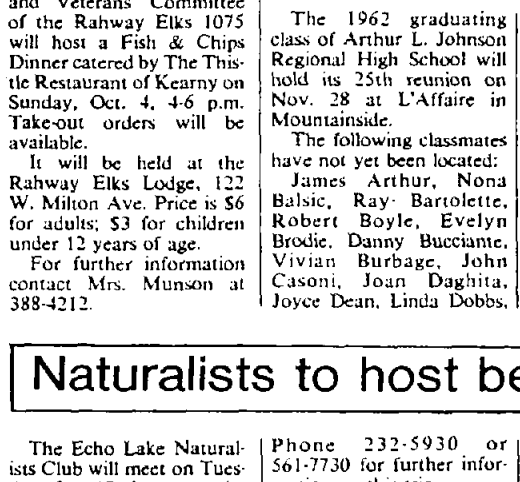 and Veterans Committee
of the Rahway Elks 1075
will host a Fish & Chips
Dinner catered by The This-
tle Restaurant of Kearny on
Sunday, Oct. 4, 4-6 p.m.
Take-out orders will be
available.
It will be held at the
Rahway Elks Lodge, 122
W. Milton Ave. Price is $6
for adults; $3 for children
under 12 years of age.
For further information
contact Mrs. Munson at
388-4212.
The 1962 graduating
class of Arthur L. Johnson
Regional High School will
hold its 25th reunion on
Nov. 28 at L'Affaire in
Mountainside.
The following classmates
have not yet been located:
James Arthur, Nona
Balsic, Ray Bartolette,
Robert Boyle, Evelyn
Brodie, Danny Bucciante,
Vivian Burbage, John
Casoni, Joan Daghita,
Joyce Dean, Linda Dobbs,
Naturalists to host be
The Echo Lake Natural-
ists Club will meet on Tues-
Phone 232-5930 or
561-7730 for further infor-